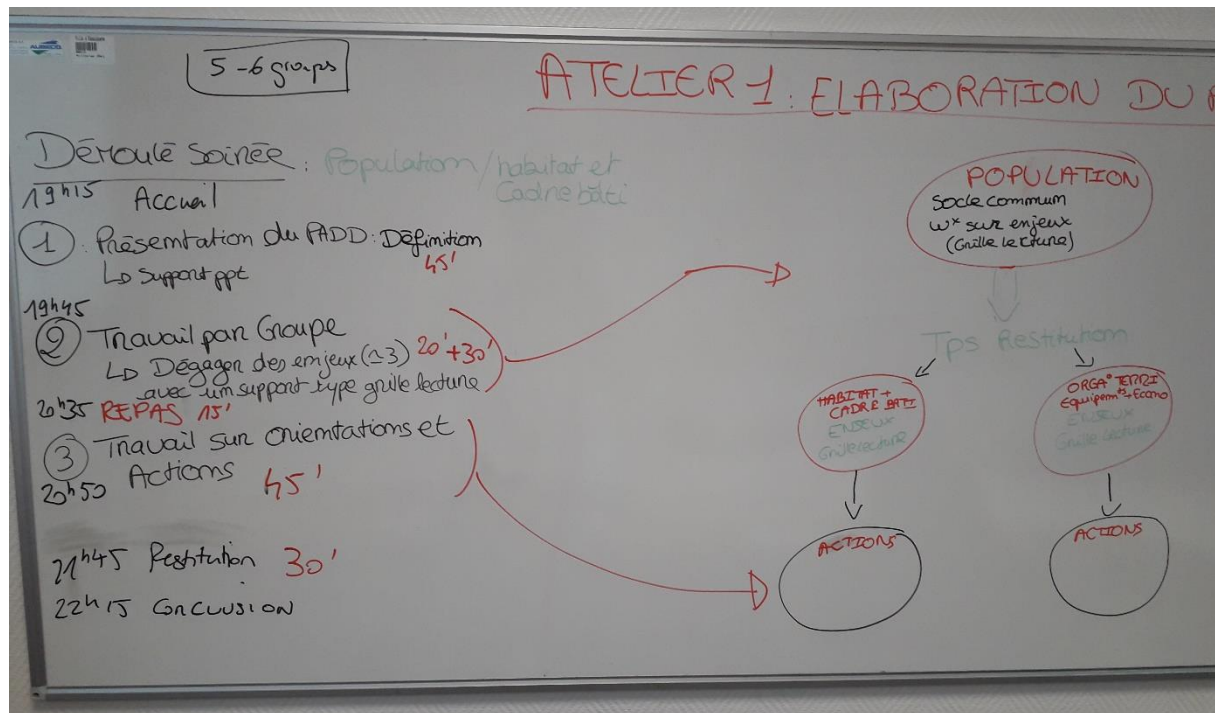 5-6 groups
ATELIER 1 : ELABORATION DU
Déroulé soirée : Population / habitat et
Cadre bâti
19h15 Accueil
1 : Présentation du PADD : Définition
45'
↳ Support ppt
19h45
2 Travail par Groupe
↳ Dégager des enjeux (≃3) 20'+30'
avec un support type grille lecture
20h35 REPAS 15'
3 Travail sur orientations et
Actions 45'
20h50
21h45 Restitution 30'
22h15 CONCLUSION
POPULATION
Socle commun
wx sur enjeux
(Grille lecture)
Tps Restitution
HABITAT +
CADRE BATI
ENJEUX
Grille lecture
ORGA° TERRI
Equipemts + Econo
ENJEUX
Grille lecture
ACTIONS
ACTIONS